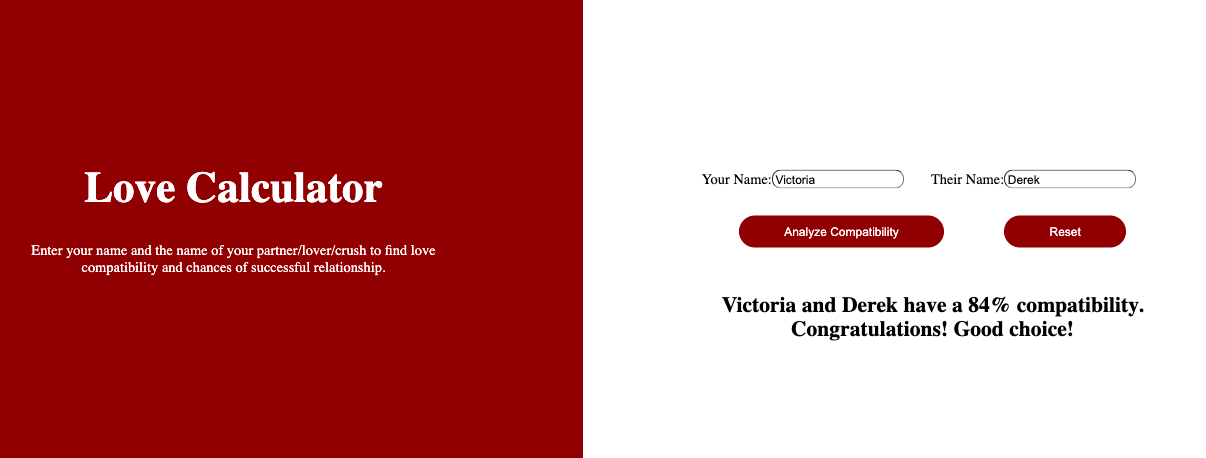 Love Calculator
Enter your name and the name of your partner/lover/crush to find love
compatibility and chances of successful relationship.
Your Name: Victoria Their Name: Derek
Analyze Compatibility Reset
Victoria and Derek have a 84% compatibility.
Congratulations! Good choice!